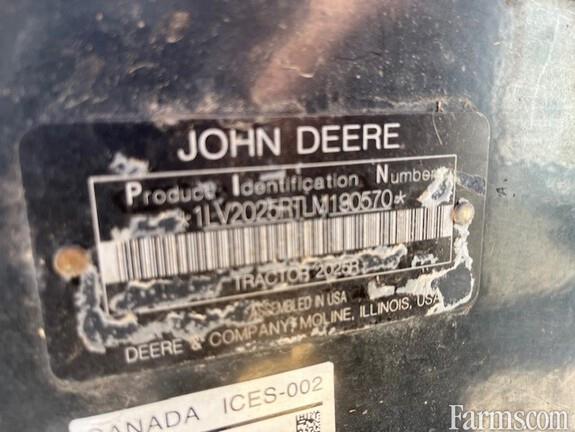 JOHN DEERE
Product Identification Number
*1LV2025RTLM190570*
TRACTOR 2025R
ASSEMBLED IN USA
DEERE & COMPANY MOLINE, ILLINOIS, USA
CANADA ICES-002
Farms.com